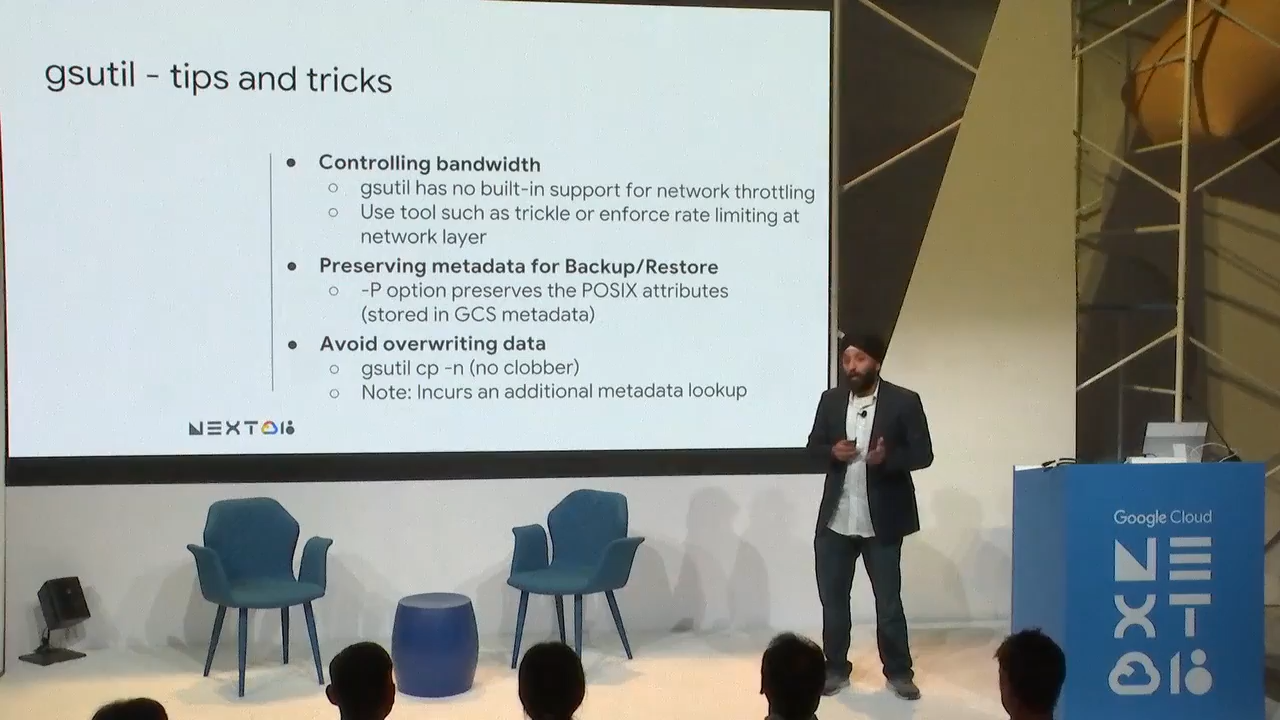 gsutil - tips and tricks
● Controlling bandwidth
○ gsutil has no built-in support for network throttling
○ Use tool such as trickle or enforce rate limiting at
network layer
● Preserving metadata for Backup/Restore
○ -P option preserves the POSIX attributes
(stored in GCS metadata)
● Avoid overwriting data
○ gsutil cp -n (no clobber)
○ Note: Incurs an additional metadata lookup
NEXT 18
Google Cloud
NE
XT
18